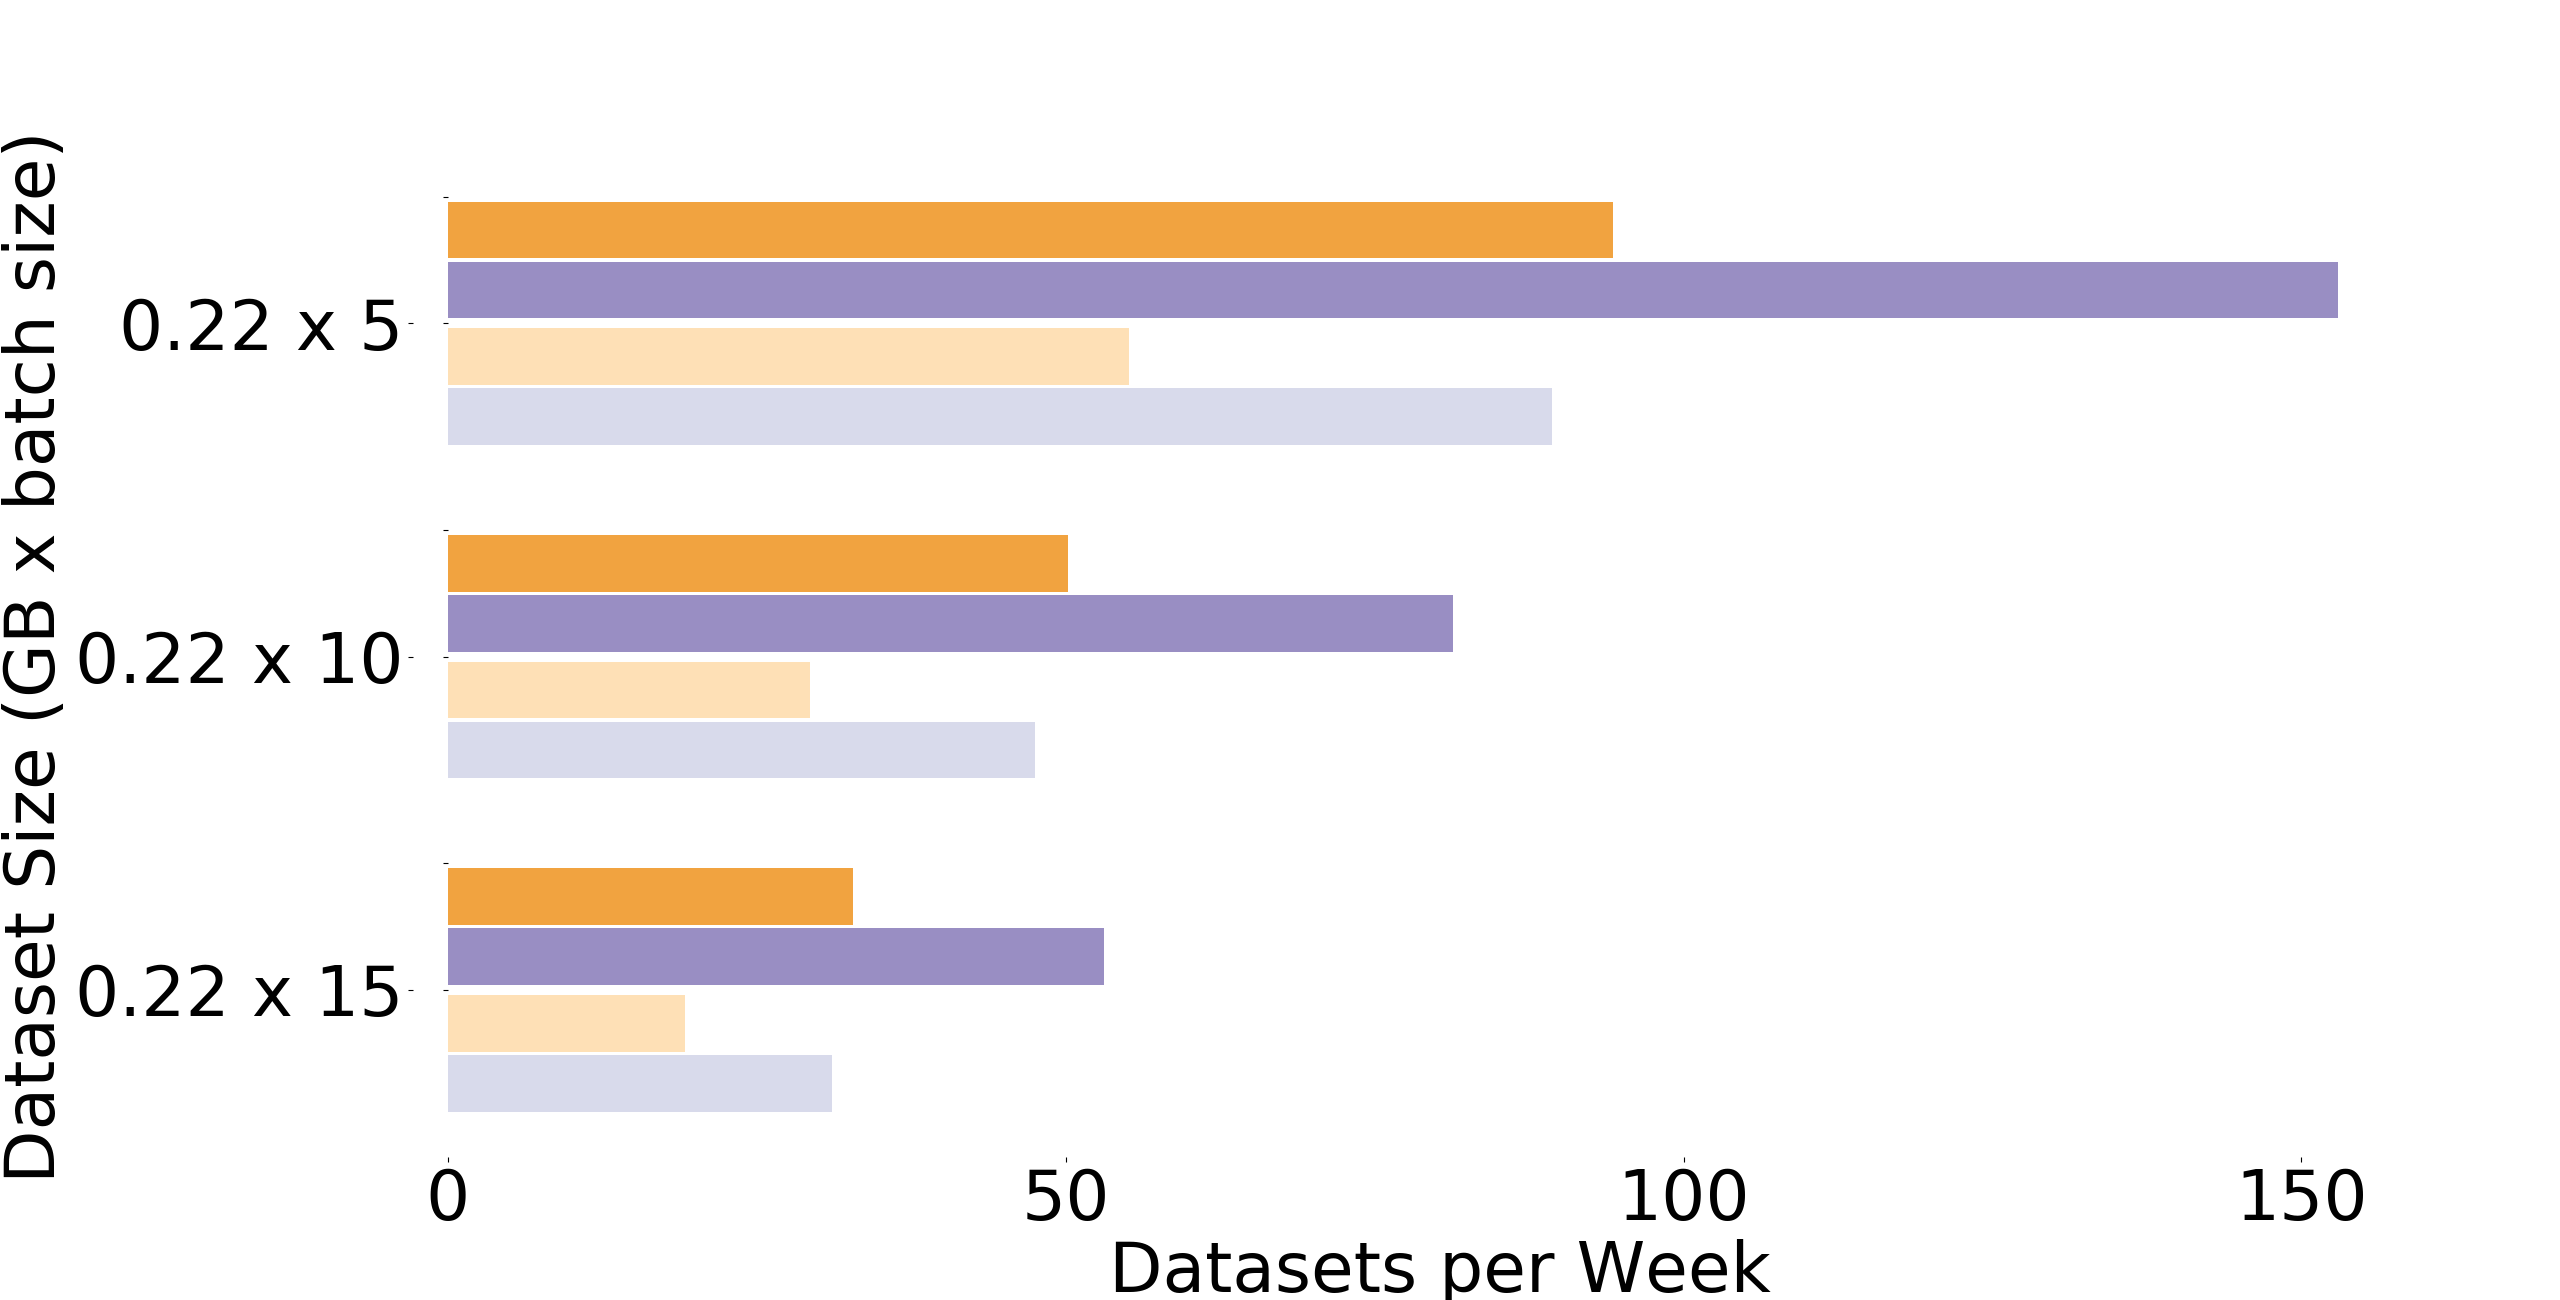 Dataset Size (GB x batch size)
0.22 x 5
0.22 x 10
0.22 x 15
0 50 100 150
Datasets per Week